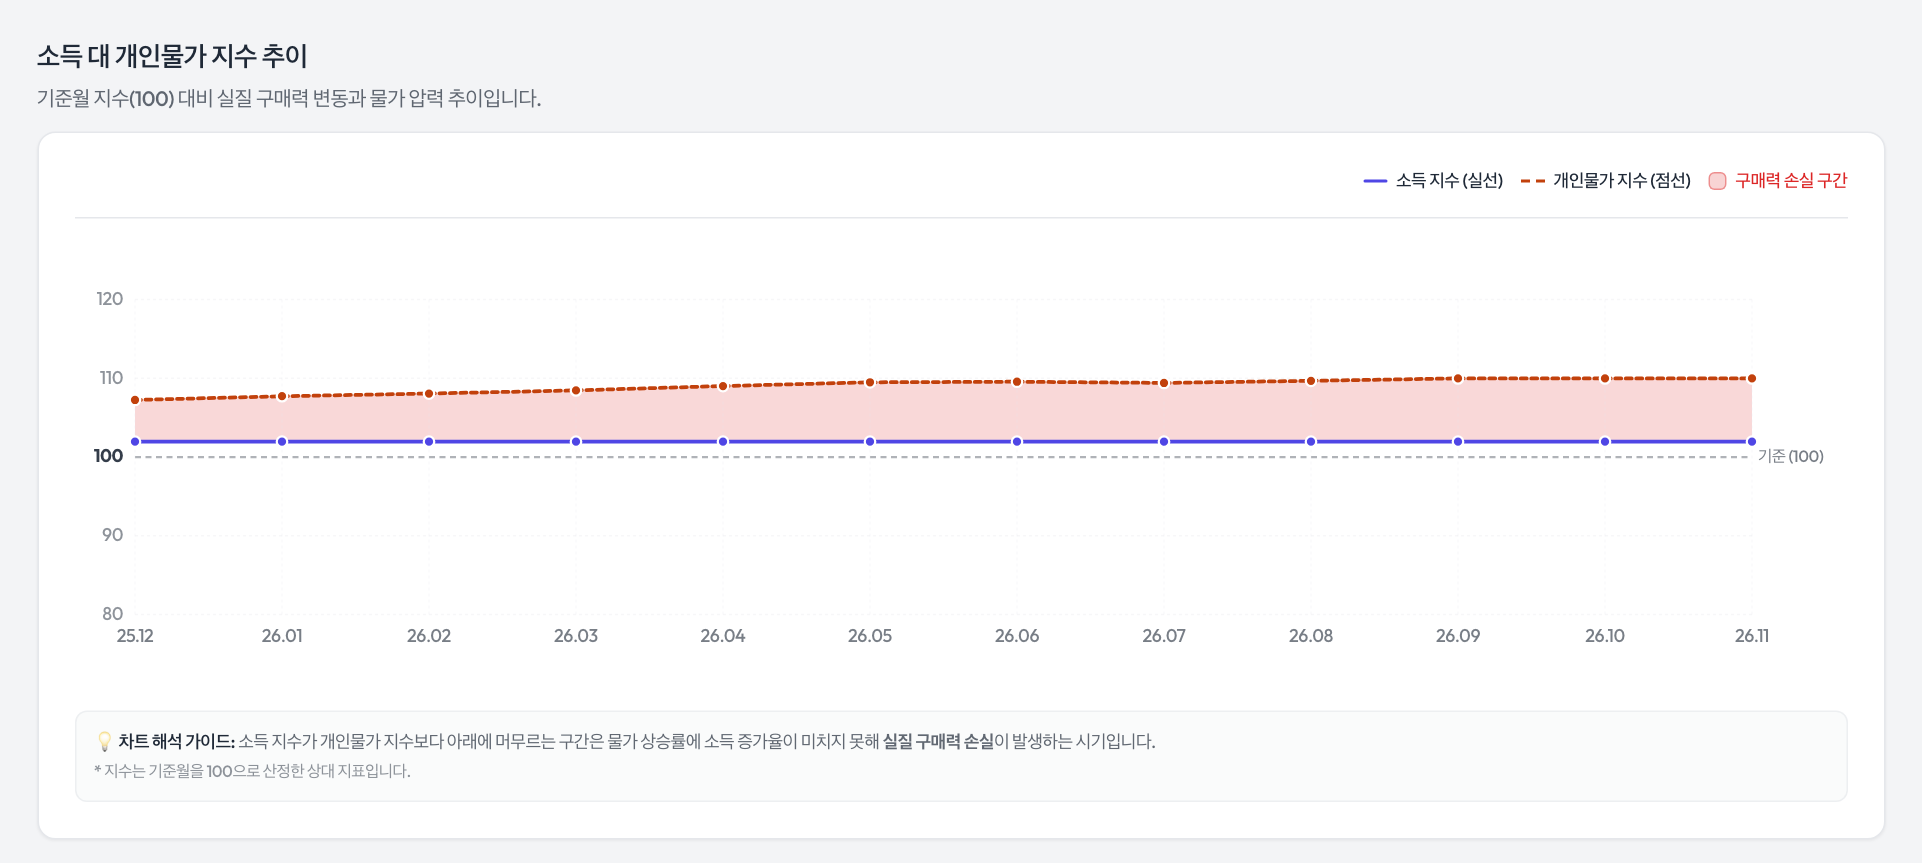 소득 대 개인물가 지수 추이
기준월 지수(100) 대비 실질 구매력 변동과 물가 압력 추이입니다.
소득 지수 (실선) 개인물가 지수 (점선) 구매력 손실 구간
120
110
100
기준 (100)
90
80
25.12 26.01 26.02 26.03 26.04 26.05 26.06 26.07 26.08 26.09 26.10 26.11
💡 차트 해석 가이드: 소득 지수가 개인물가 지수보다 아래에 머무르는 구간은 물가 상승률에 소득 증가율이 미치지 못해 실질 구매력 손실이 발생하는 시기입니다.
* 지수는 기준월을 100으로 산정한 상대 지표입니다.